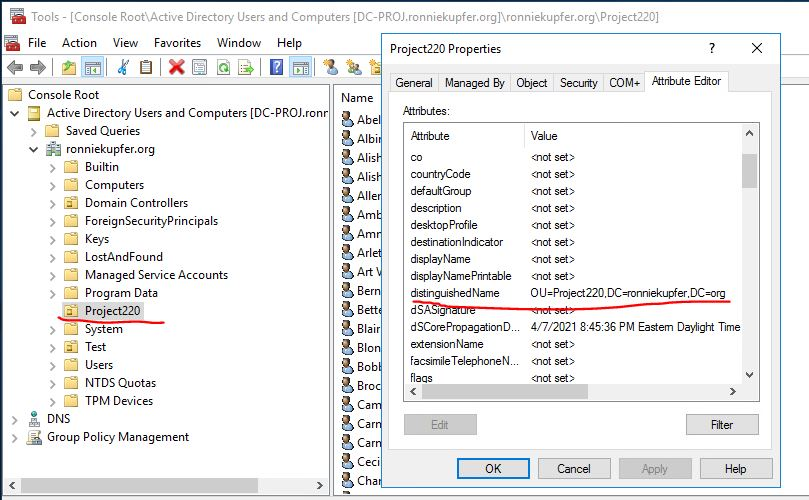 Tools - [Console Root\Active Directory Users and Computers [DC-PROJ.ronniekupfer.org]\ronniekupfer.org\Project220]
File Action View Favorites Window Help
Console Root
Active Directory Users and Computers [DC-PROJ.ronn
Saved Queries
ronniekupfer.org
Builtin
Computers
Domain Controllers
ForeignSecurityPrincipals
Keys
LostAndFound
Managed Service Accounts
Program Data
Project220
System
Test
Users
NTDS Quotas
TPM Devices
DNS
Group Policy Management
Name
Abel
Albi
Alish
Alish
Aller
Amb
Amn
Arlet
Art V
Berni
Bette
Blair
Blon
Bobb
Broc
Cam
Carn
Carn
Ceci
Char
Project220 Properties
? ×
General Managed By Object Security COM+ Attribute Editor
Attributes:
Attribute Value
co <not set>
countryCode <not set>
defaultGroup <not set>
description <not set>
desktopProfile <not set>
destinationIndicator <not set>
displayName <not set>
displayNamePrintable <not set>
distinguishedName OU=Project220,DC=ronniekupfer,DC=org
dSASignature <not set>
dSCorePropagationD... 4/7/2021 8:45:36 PM Eastern Daylight Time
extensionName <not set>
facsimileTelephoneN... <not set>
flags <not set>
Edit Filter
OK Cancel Apply Help